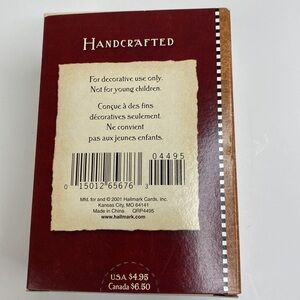 HANDCRAFTED
For decorative use only.
Not for young children.
Conçue à des fins
décoratives seulement.
Ne convient
pas aux jeunes enfants.
04495
0 15012 65676 3
Mfd. for and © 2001 Hallmark Cards, Inc.
Kansas City, MO 64141
Made in China QRP4495
www.hallmark.com
U.S.A. $4.95
Canada $6.50